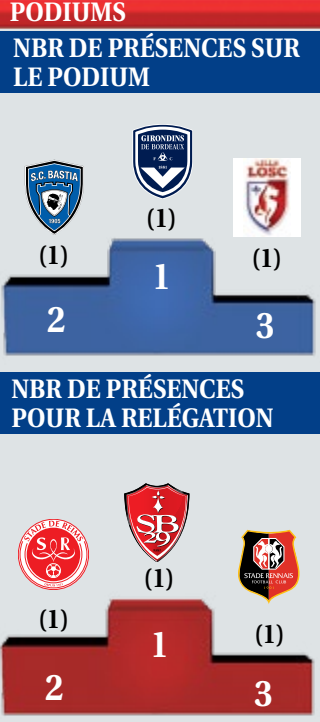 PODIUMS
NBR DE PRÉSENCES SUR
LE PODIUM
GIRONDINS
DE BORDEAUX
F C
1881
S.C. BASTIA
1905
LOSC
(1)
(1)
(1)
1
2
3
NBR DE PRÉSENCES
POUR LA RELÉGATION
SB
29
STADE DE REIMS
S R
STADE RENNAIS
FOOTBALL CLUB
(1)
(1)
(1)
1
2
3